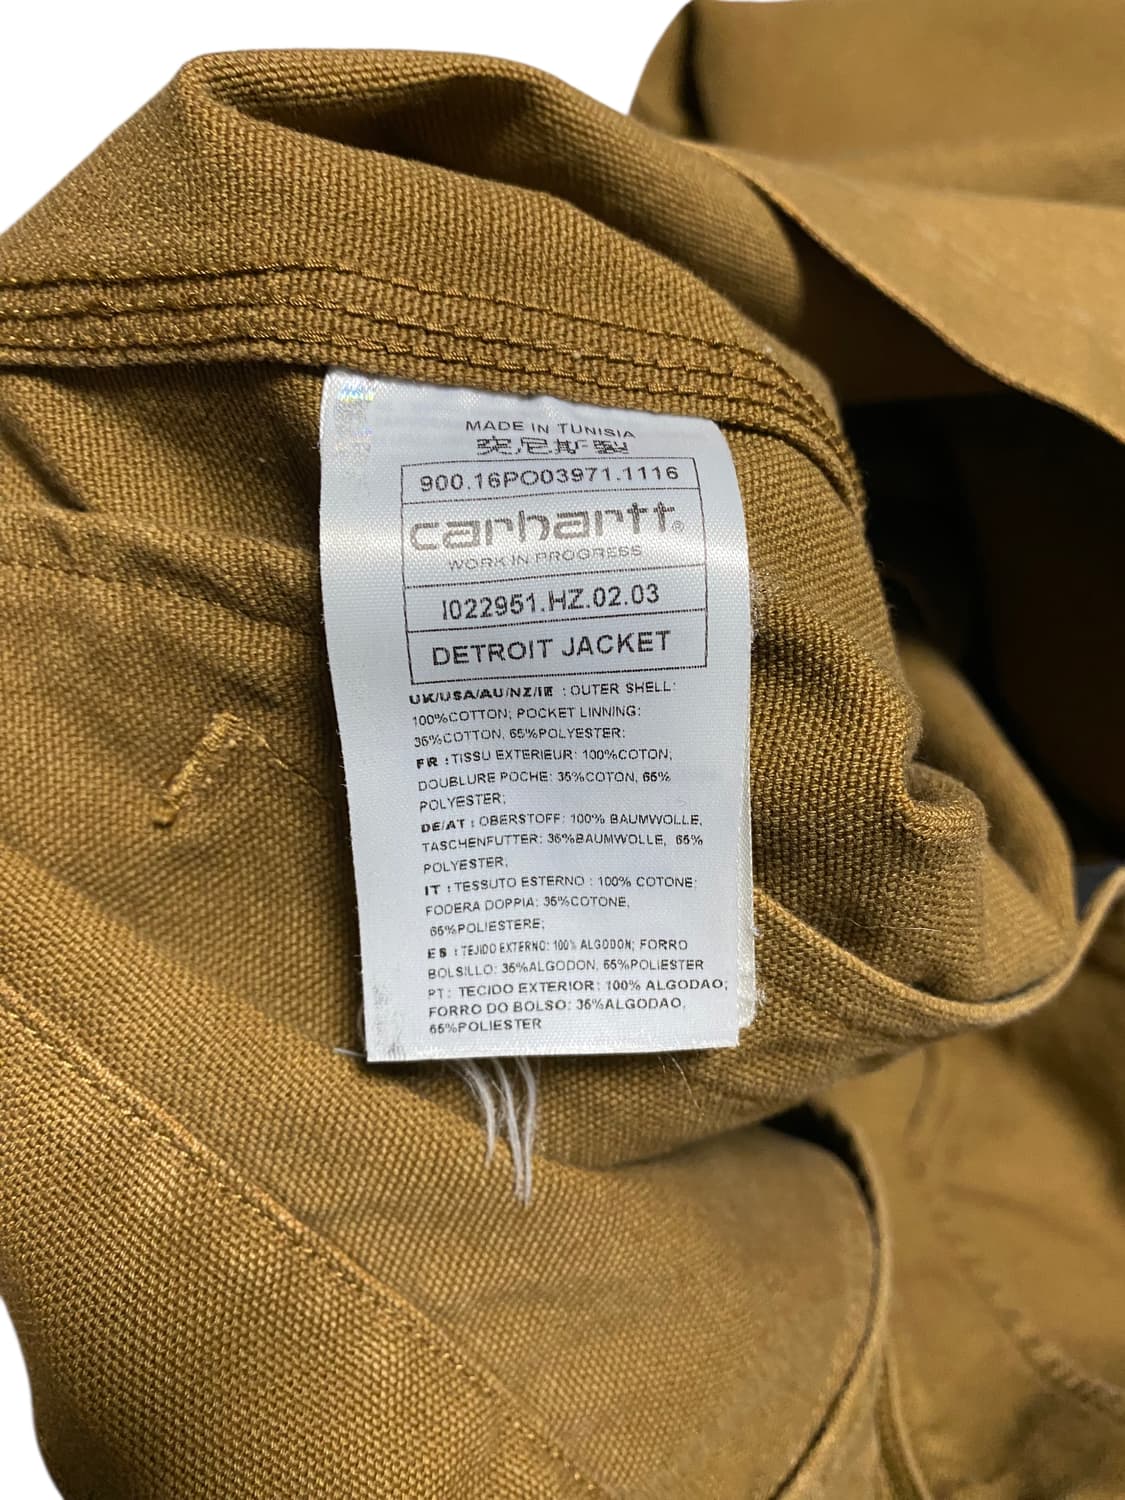 MADE IN TUNISIA
突尼斯 製
900.16PO03971.1116
carhartt®
WORK IN PROGRESS
I022951.HZ.02.03
DETROIT JACKET
UK/USA/AU/NZ/IE : OUTER SHELL:
100%COTTON; POCKET LINNING:
35%COTTON, 65%POLYESTER;
FR : TISSU EXTERIEUR: 100%COTON,
DOUBLURE POCHE: 35%COTON, 65%
POLYESTER;
DE/AT : OBERSTOFF: 100% BAUMWOLLE,
TASCHENFUTTER: 35%BAUMWOLLE, 65%
POLYESTER;
IT : TESSUTO ESTERNO : 100% COTONE;
FODERA DOPPIA: 35%COTONE,
65%POLIESTERE;
ES : TEJIDO EXTERNO: 100% ALGODON; FORRO
BOLSILLO: 35%ALGODON, 65%POLIESTER
PT: TECIDO EXTERIOR: 100% ALGODAO;
FORRO DO BOLSO: 35%ALGODAO,
65%POLIESTER